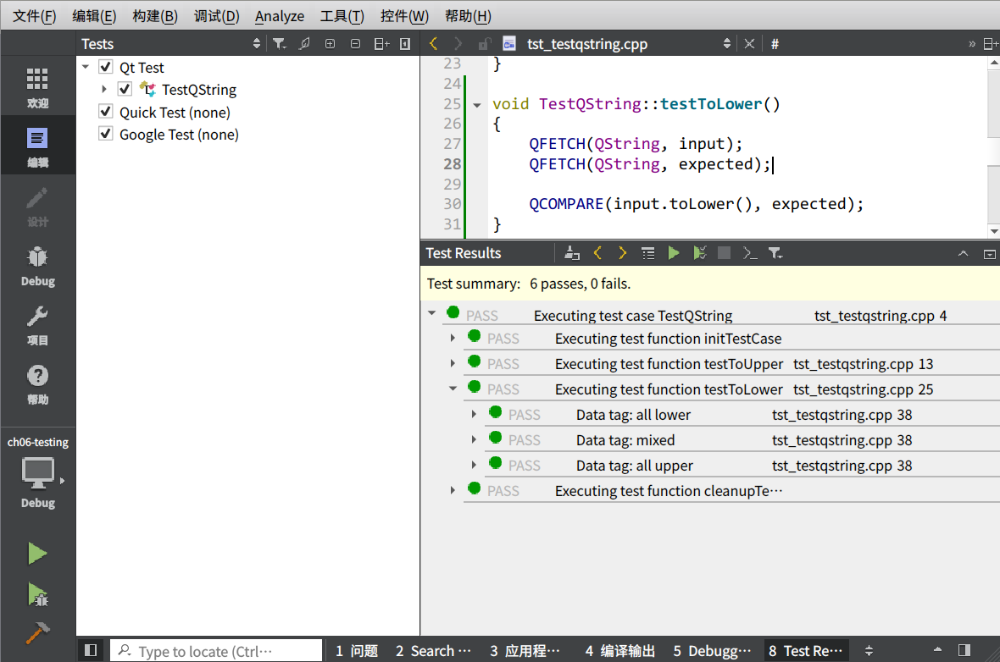 文件(F) 编辑(E) 构建(B) 调试(D) Analyze 工具(T) 控件(W) 帮助(H)
Tests
tst_testqstring.cpp
#
»
欢迎
编辑
设计
Debug
项目
帮助
ch06-testing
Debug
Qt Test
TestQString
Quick Test (none)
Google Test (none)
23 }
24
25 void TestQString::testToLower()
26 {
27 QFETCH(QString, input);
28 QFETCH(QString, expected);
29
30 QCOMPARE(input.toLower(), expected);
31 }
Test Results
Test summary: 6 passes, 0 fails.
PASS Executing test case TestQString tst_testqstring.cpp 4
PASS Executing test function initTestCase
PASS Executing test function testToUpper tst_testqstring.cpp 13
PASS Executing test function testToLower tst_testqstring.cpp 25
PASS Data tag: all lower tst_testqstring.cpp 38
PASS Data tag: mixed tst_testqstring.cpp 38
PASS Data tag: all upper tst_testqstring.cpp 38
PASS Executing test function cleanupTe…
Type to locate (Ctrl… 1 问题 2 Search … 3 应用程… 4 编译输出 5 Debugg… 8 Test Re…